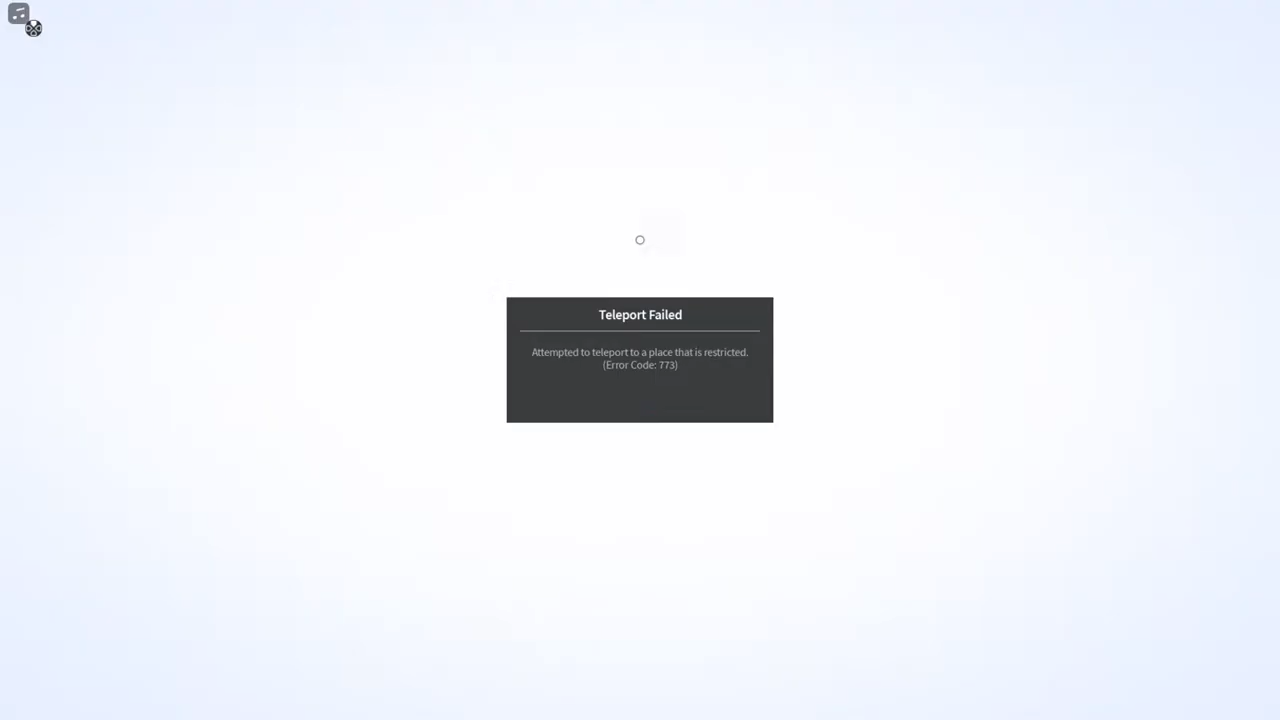 Teleport Failed
Attempted to teleport to a place that is restricted.
(Error Code: 773)